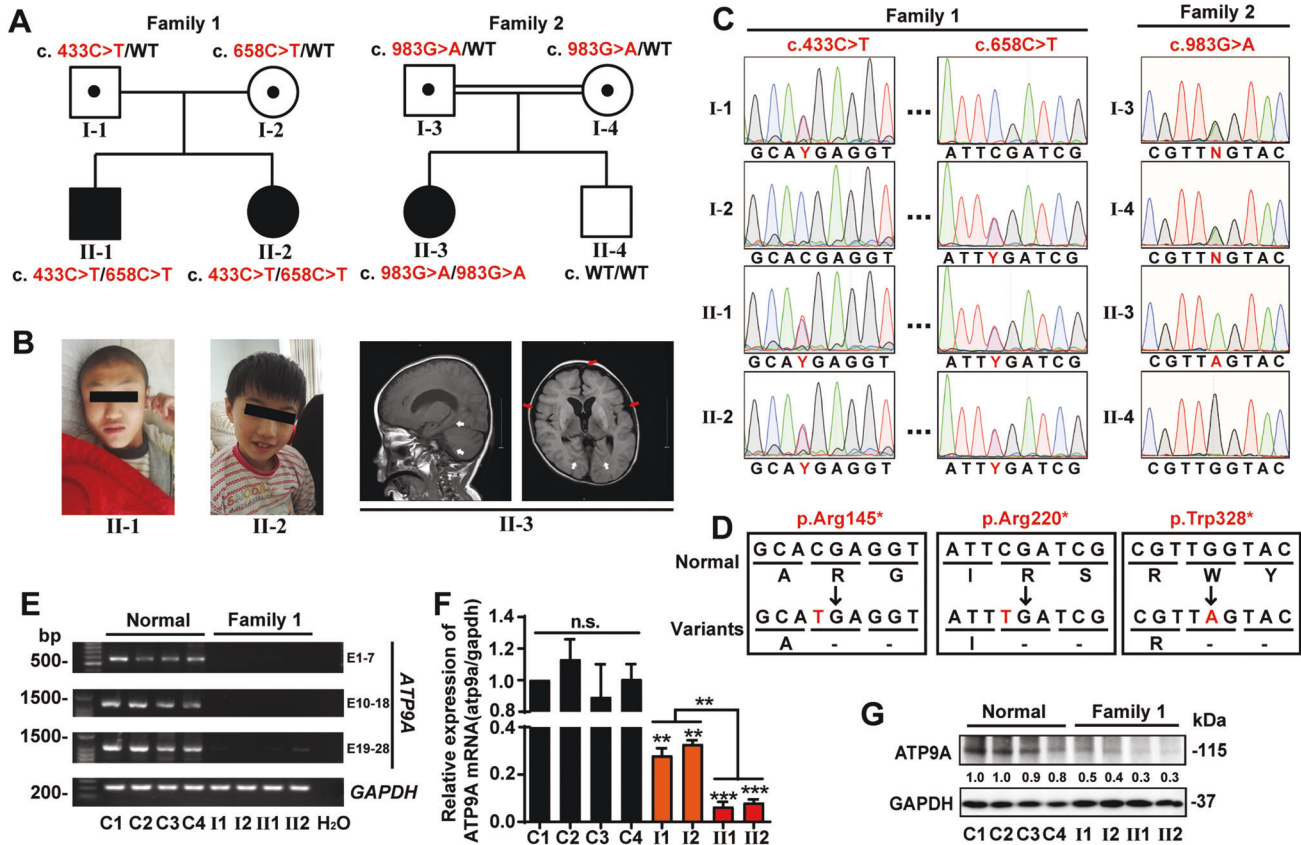 A
Family 1
Family 2
c. 433C>T/WT
c. 658C>T/WT
c. 983G>A/WT
c. 983G>A/WT
I-1
I-2
I-3
I-4
II-1
II-2
II-3
II-4
c. 433C>T/658C>T
c. 433C>T/658C>T
c. 983G>A/983G>A
c. WT/WT
B
II-1
II-2
II-3
C
Family 1
Family 2
c.433C>T
c.658C>T
c.983G>A
I-1
...
I-3
GCAYGAGGT
ATTCGATCG
CGTTNGTAC
I-2
...
I-4
GCACGAGGT
ATTYGATCG
CGTTNGTAC
II-1
...
II-3
GCAYGAGGT
ATTYGATCG
CGTTAGTAC
II-2
...
II-4
GCAYGAGGT
ATTYGATCG
CGTTGGTAC
D
p.Arg145*
p.Arg220*
p.Trp328*
Normal
GCACGAGGT
ATTCGATCG
CGTTGGTAC
A R G
I R S
R W Y
Variants
GCATGAGGT
ATTTGATCG
CGTTAGTAC
A - -
I - -
R - -
E
Normal
Family 1
bp
500-
E1-7
1500-
E10-18
1500-
E19-28
ATP9A
200-
GAPDH
C1 C2 C3 C4 I1 I2 II1 II2 H2O
F
Relative expression of
ATP9A mRNA(atp9a/gapdh)
1.4
1.2
1.0
0.8
0.4
0.2
0.0
n.s.
**
**
**
***
***
C1 C2 C3 C4 I1 I2 II1 II2
G
Normal
Family 1
kDa
ATP9A
-115
1.0 1.0 0.9 0.8 0.5 0.4 0.3 0.3
GAPDH
-37
C1 C2 C3 C4 I1 I2 II1 II2